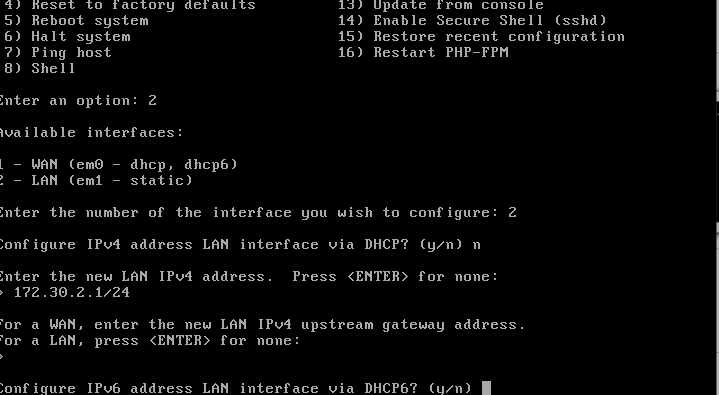 4) Reset to factory defaults 13) Update from console
5) Reboot system 14) Enable Secure Shell (sshd)
6) Halt system 15) Restore recent configuration
7) Ping host 16) Restart PHP-FPM
8) Shell
Enter an option: 2
Available interfaces:
1 - WAN (em0 - dhcp, dhcp6)
2 - LAN (em1 - static)
Enter the number of the interface you wish to configure: 2
Configure IPv4 address LAN interface via DHCP? (y/n) n
Enter the new LAN IPv4 address. Press <ENTER> for none:
> 172.30.2.1/24
For a WAN, enter the new LAN IPv4 upstream gateway address.
For a LAN, press <ENTER> for none:
>
Configure IPv6 address LAN interface via DHCP6? (y/n)